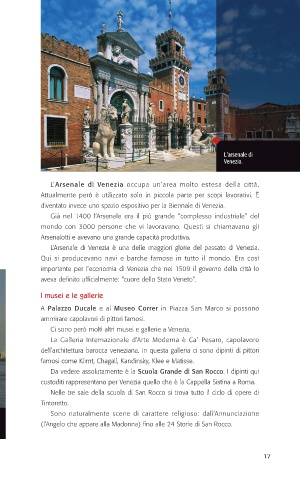 L'arsenale di
Venezia.
L'Arsenale di Venezia occupa un'area molto estesa della città.
Attualmente però è utilizzato solo in piccola parte per scopi lavorativi. È
diventato invece uno spazio espositivo per la Biennale di Venezia.
Già nel 1400 l'Arsenale era il più grande "complesso industriale" del
mondo con 3000 persone che vi lavoravano. Questi si chiamavano gli
Arsenalotti e avevano una grande capacità produttiva.
L'Arsenale di Venezia è una delle maggiori glorie del passato di Venezia.
Qui si producevano navi e barche famose in tutto il mondo. Era così
importante per l'economia di Venezia che nel 1509 il governo della città lo
aveva definito ufficialmente: "cuore dello Stato Veneto".
I musei e le gallerie
A Palazzo Ducale e al Museo Correr in Piazza San Marco si possono
ammirare capolavori di pittori famosi.
Ci sono però molti altri musei e gallerie a Venezia.
La Galleria Internazionale d'Arte Moderna è Ca' Pesaro, capolavoro
dell'architettura barocca veneziana. In questa galleria ci sono dipinti di pittori
famosi come Klimt, Chagall, Kandinsky, Klee e Matisse.
Da vedere assolutamente è la Scuola Grande di San Rocco. I dipinti qui
custoditi rappresentano per Venezia quello che è la Cappella Sistina a Roma.
Nelle tre sale della scuola di San Rocco si trova tutto il ciclo di opere di
Tintoretto.
Sono naturalmente scene di carattere religioso: dall'Annunciazione
(l'Angelo che appare alla Madonna) fino alle 24 Storie di San Rocco.
17